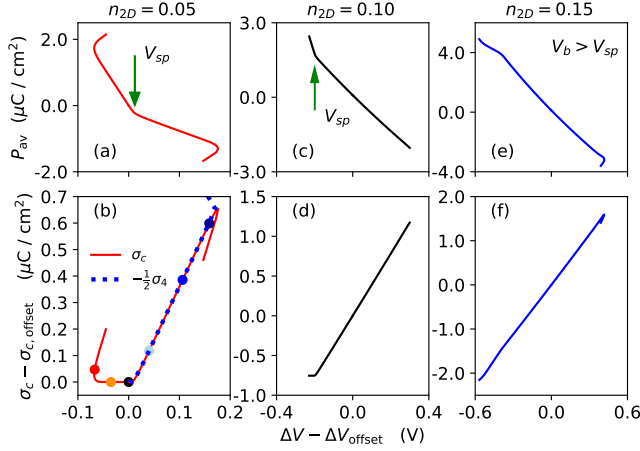 n2D = 0.05
n2D = 0.10
n2D = 0.15
Pav (μC / cm²)
2.0
0.0
-2.0
Vsp
(a)
3.0
0.0
-3.0
Vsp
(c)
4.0
0.0
-4.0
Vb > Vsp
(e)
σc − σc, offset (μC / cm²)
0.7
0.6
0.5
0.4
0.3
0.2
0.1
0.0
(b)
σc
−½σ4
-0.1
0.0
0.1
0.2
1.5
1.0
0.5
0.0
-0.5
-1.0
(d)
-0.4
0.0
0.4
2.0
1.0
0.0
-1.0
-2.0
(f)
-0.6
0.0
0.6
ΔV − ΔVoffset (V)